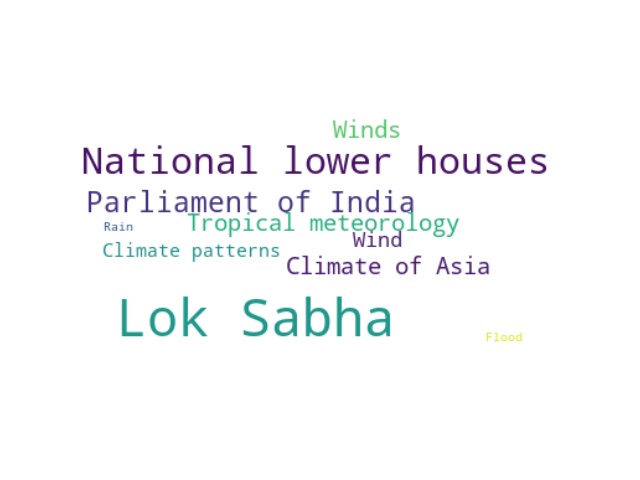 Winds
National lower houses
Parliament of India
Tropical meteorology
Rain
Wind
Climate patterns
Climate of Asia
Lok Sabha
Flood